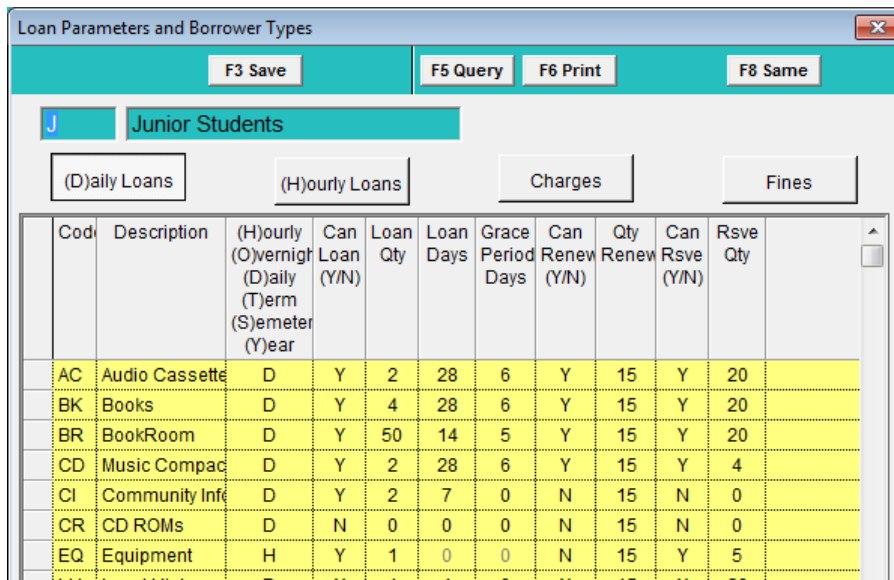 Loan Parameters and Borrower Types
F3 Save F5 Query F6 Print F8 Same
J Junior Students
(D)aily Loans (H)ourly Loans Charges Fines
Code Description (H)ourly Can Loan Loan Grace Can Qty Can Rsve
(O)vernigh Loan Qty Days Period Renew Renew Rsve Qty
(D)aily (Y/N) Days (Y/N) (Y/N)
(T)erm
(S)emeter
(Y)ear
AC Audio Cassette D Y 2 28 6 Y 15 Y 20
BK Books D Y 4 28 6 Y 15 Y 20
BR BookRoom D Y 50 14 5 Y 15 Y 20
CD Music Compac D Y 2 28 6 Y 15 Y 4
CI Community Info D Y 2 7 0 N 15 N 0
CR CD ROMs D N 0 0 0 N 15 N 0
EQ Equipment H Y 1 0 0 N 15 Y 5